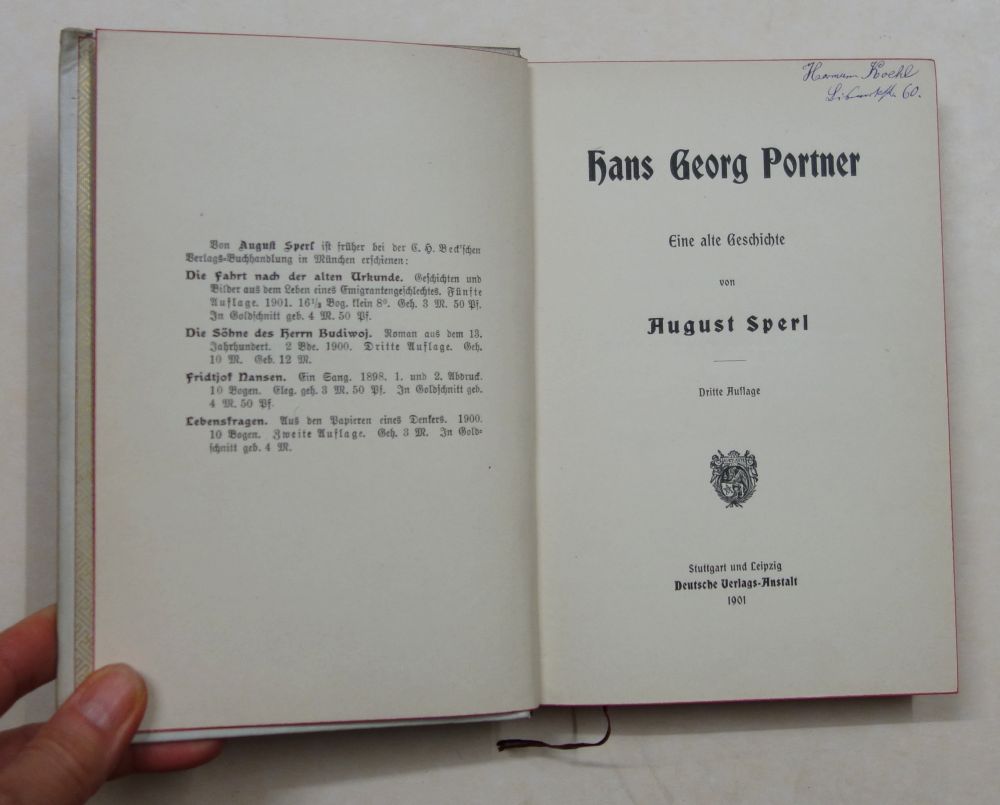 Von August Sperl ist früher bei der C. H. Beck'schen
Verlags-Buchhandlung in München erschienen:
Die Fahrt nach der alten Urkunde. Geschichten und
Bilder aus dem Leben eines Emigrantengeschlechtes. Fünfte
Auflage. 1901. 16½ Bog. klein 8°. Geh. 3 M. 50 Pf.
In Goldschnitt geb. 4 M. 50 Pf.
Die Söhne des Herrn Budiwoj. Roman aus dem 13.
Jahrhundert. 2 Bde. 1900. Dritte Auflage. Geh.
10 M. Geb. 12 M.
Fridtjof Nansen. Ein Sang. 1898. 1. und 2. Abdruck.
10 Bogen. Eleg. geh. 3 M. 50 Pf. In Goldschnitt geb.
4 M. 50 Pf.
Lebensfragen. Aus den Papieren eines Denkers. 1900.
10 Bogen. Zweite Auflage. Geh. 3 M. In Gold-
schnitt geb. 4 M.
Hermann Koehl
60.
Hans Georg Portner
Eine alte Geschichte
von
August Sperl
Dritte Auflage
Stuttgart und Leipzig
Deutsche Verlags-Anstalt
1901